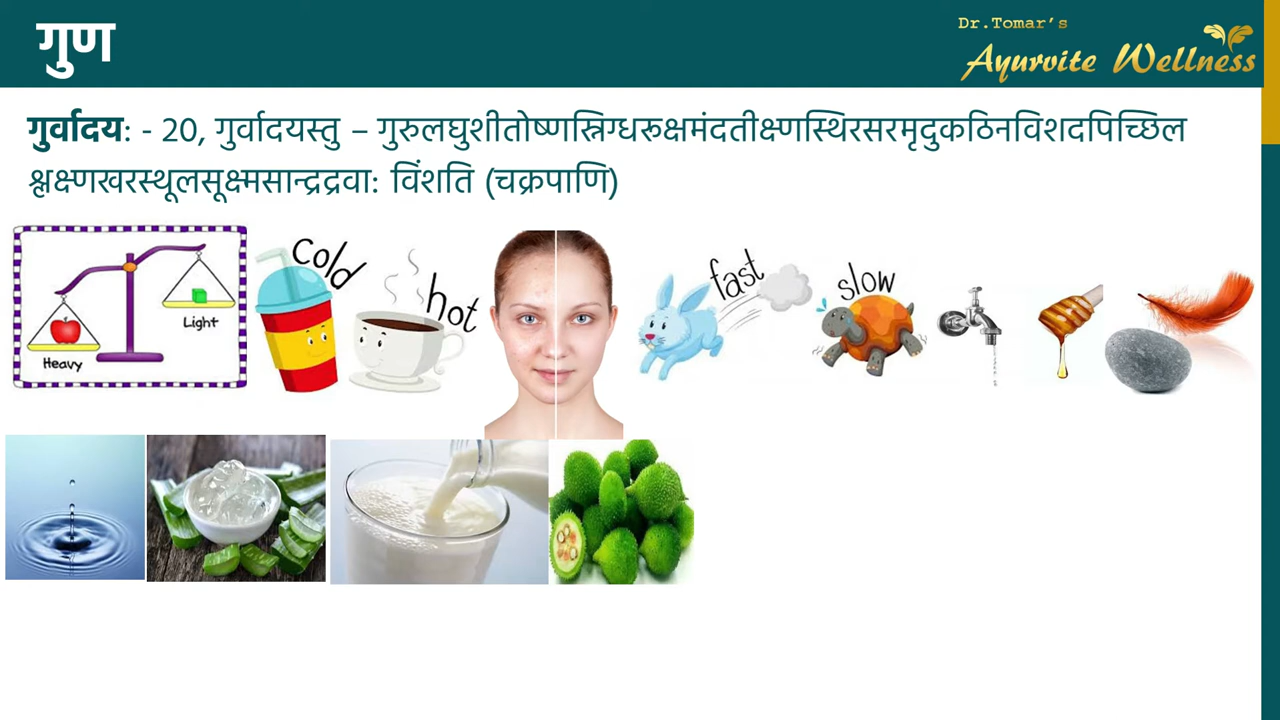 गुण
Dr.Tomar's
Ayurvite Wellness
गुर्वादय: - 20, गुर्वादयस्तु – गुरुलघुशीतोष्णस्निग्धरूक्षमंदतीक्ष्णस्थिरसरमृदुकठिनविशदपिच्छिल
श्लक्ष्णखरस्थूलसूक्ष्मसान्द्रद्रवा: विंशति (चक्रपाणि)
cold
hot
fast
slow
Light
Heavy